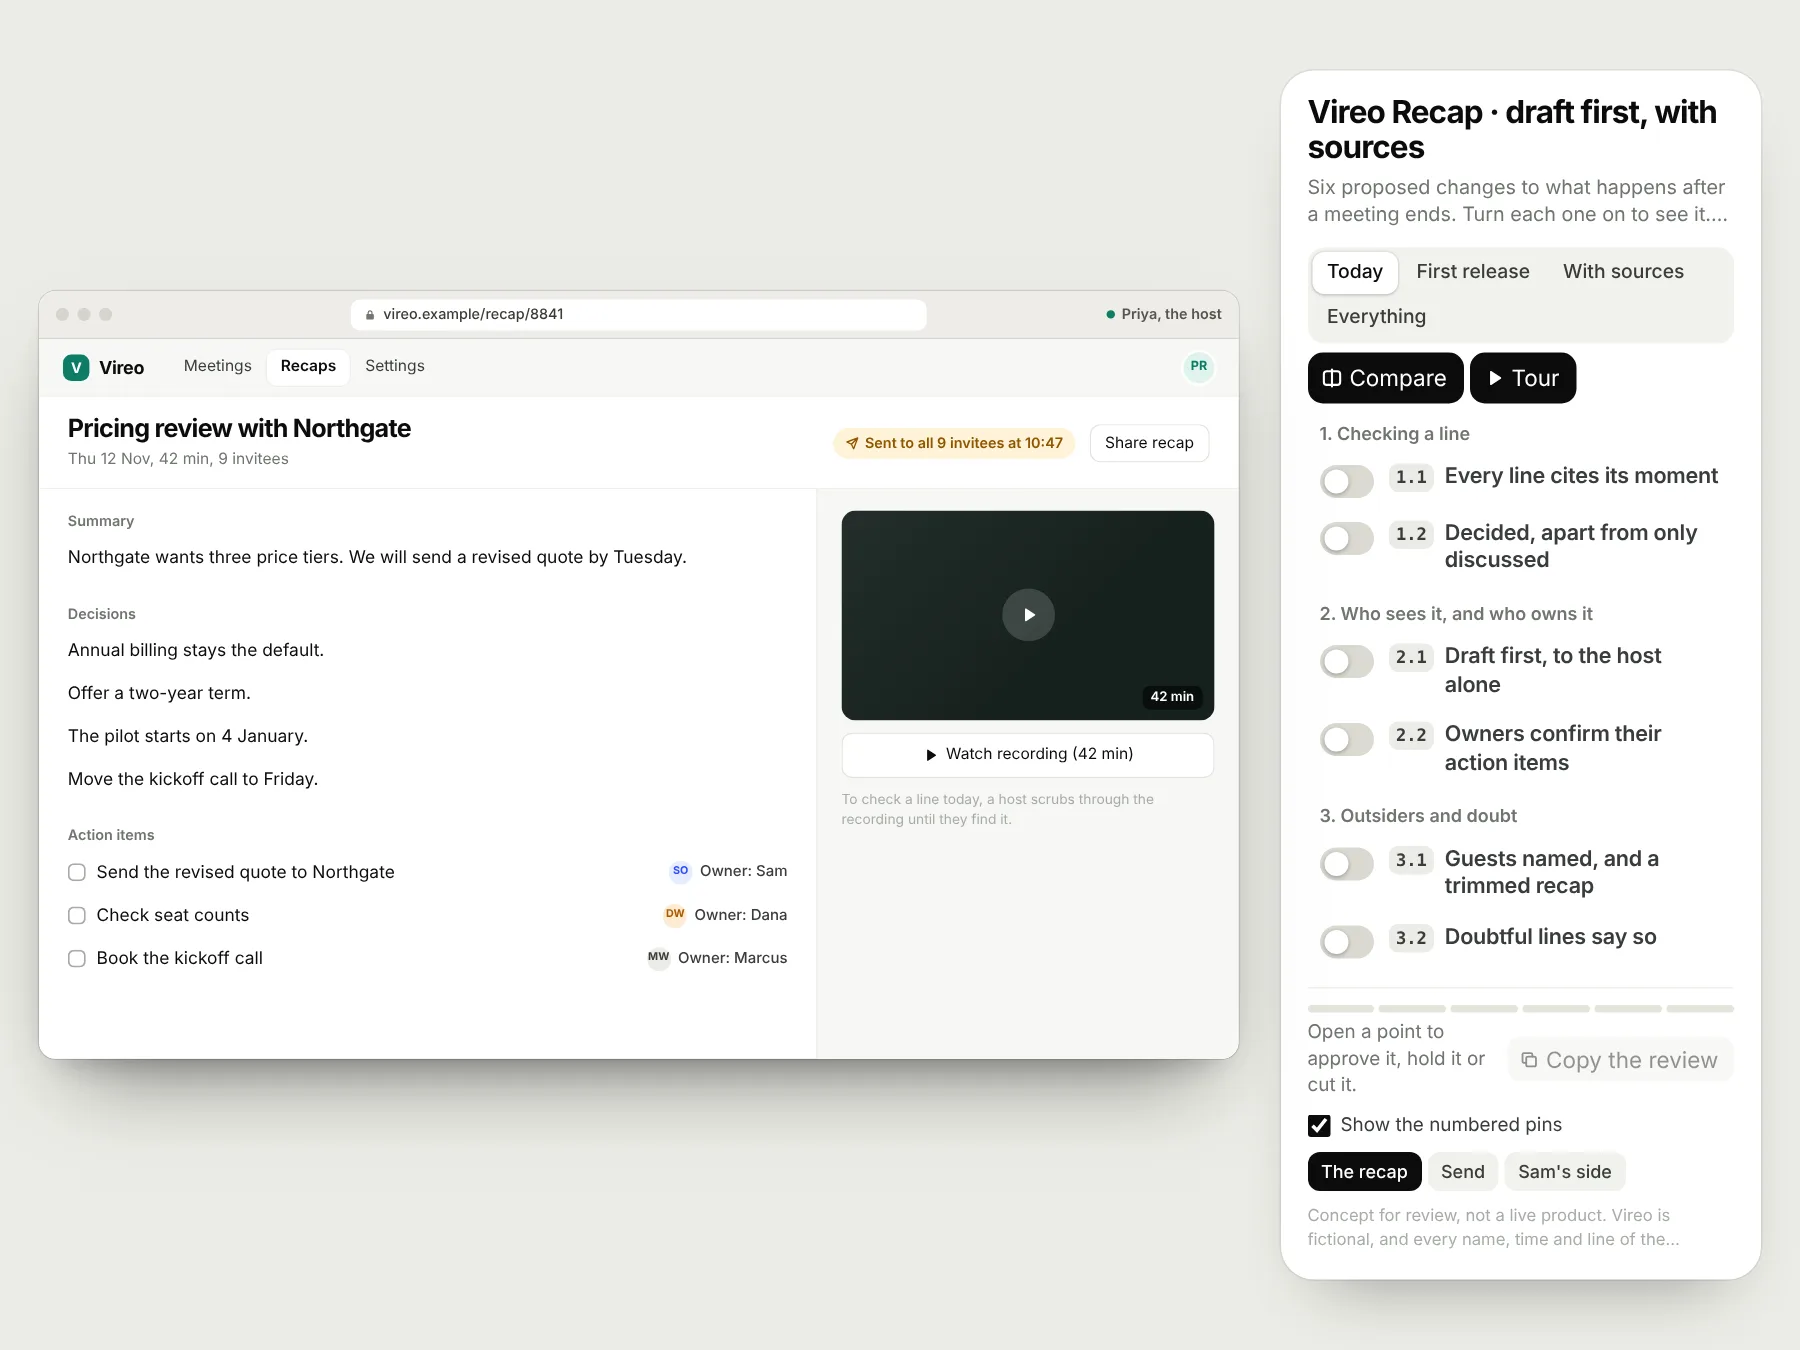 vireo.example/recap/8841
Priya, the host
V Vireo
Meetings
Recaps
Settings
PR
Pricing review with Northgate
Thu 12 Nov, 42 min, 9 invitees
Sent to all 9 invitees at 10:47
Share recap
Summary
Northgate wants three price tiers. We will send a revised quote by Tuesday.
Decisions
Annual billing stays the default.
Offer a two-year term.
The pilot starts on 4 January.
Move the kickoff call to Friday.
Action items
Send the revised quote to Northgate
SO Owner: Sam
Check seat counts
DW Owner: Dana
Book the kickoff call
MW Owner: Marcus
42 min
Watch recording (42 min)
To check a line today, a host scrubs through the
recording until they find it.
Vireo Recap · draft first, with
sources
Six proposed changes to what happens after
a meeting ends. Turn each one on to see it....
Today
First release
With sources
Everything
Compare
Tour
1. Checking a line
1.1 Every line cites its moment
1.2 Decided, apart from only
discussed
2. Who sees it, and who owns it
2.1 Draft first, to the host
alone
2.2 Owners confirm their
action items
3. Outsiders and doubt
3.1 Guests named, and a
trimmed recap
3.2 Doubtful lines say so
Open a point to
approve it, hold it or
cut it.
Copy the review
Show the numbered pins
The recap
Send
Sam's side
Concept for review, not a live product. Vireo is
fictional, and every name, time and line of the...